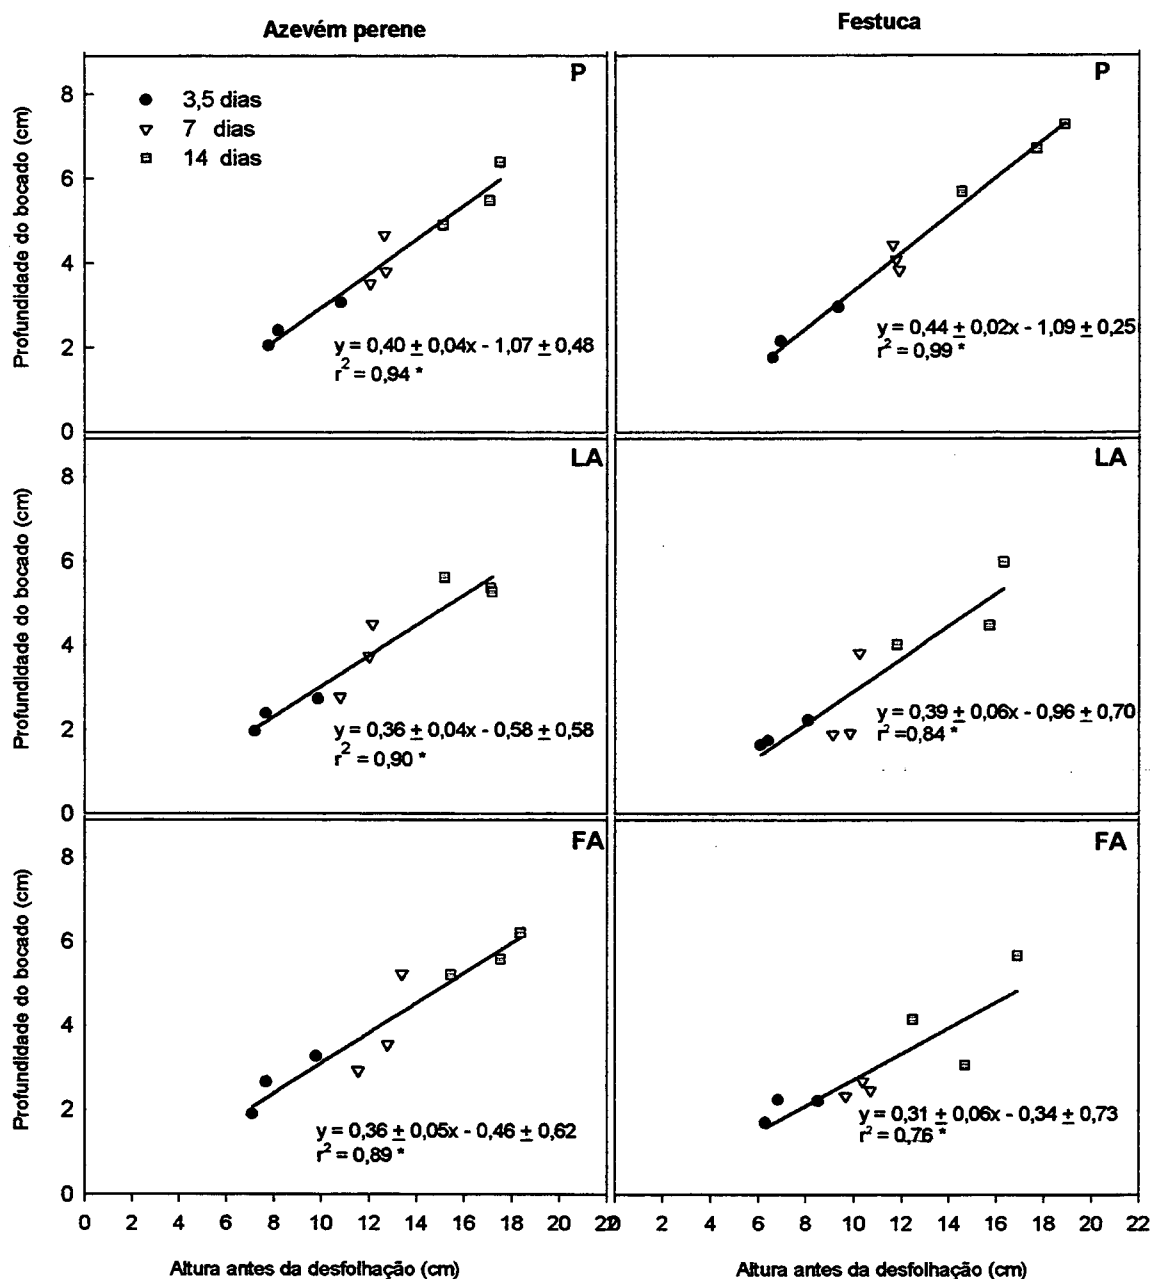 Azevém perene
Festuca
P
P
3,5 dias
7 dias
14 dias
Profundidade do bocado (cm)
8
6
4
2
0
y = 0,40 ± 0,04x - 1,07 ± 0,48
r² = 0,94 *
y = 0,44 ± 0,02x - 1,09 ± 0,25
r² = 0,99 *
LA
LA
Profundidade do bocado (cm)
8
6
4
2
0
y = 0,36 ± 0,04x - 0,58 ± 0,58
r² = 0,90 *
y = 0,39 ± 0,06x - 0,96 ± 0,70
r² =0,84 *
FA
FA
Profundidade do bocado (cm)
8
6
4
2
0
y = 0,36 ± 0,05x - 0,46 ± 0,62
r² = 0,89 *
y = 0,31 ± 0,06x - 0,34 ± 0,73
r² = 0,76 *
0 2 4 6 8 10 12 14 16 18 20 22
0 2 4 6 8 10 12 14 16 18 20 22
Altura antes da desfolhação (cm)
Altura antes da desfolhação (cm)